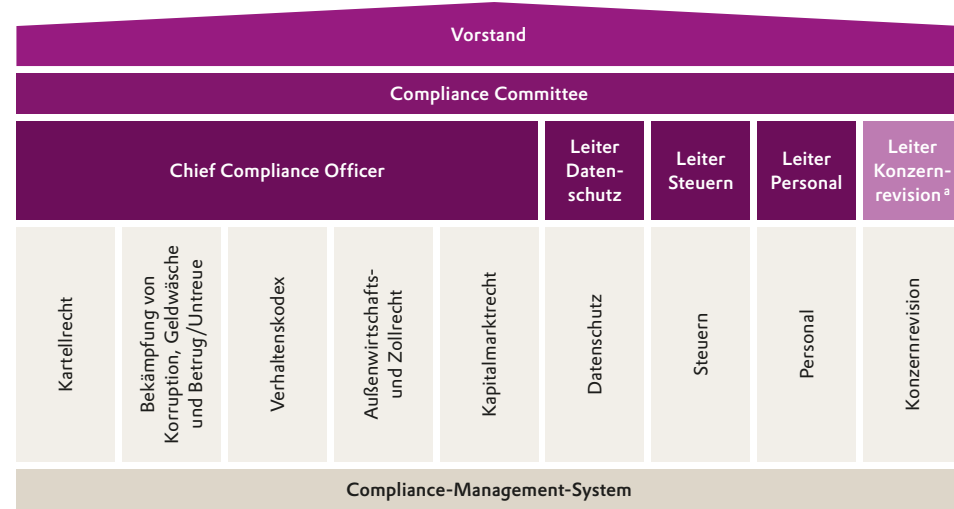 Vorstand
Compliance Committee
Chief Compliance Officer
Leiter
Daten-
schutz
Leiter
Steuern
Leiter
Personal
Leiter
Konzern-
revision a
Kartellrecht
Bekämpfung von
Korruption, Geldwäsche
und Betrug/Untreue
Verhaltenskodex
Außenwirtschafts-
und Zollrecht
Kapitalmarktrecht
Datenschutz
Steuern
Personal
Konzernrevision
Compliance-Management-System